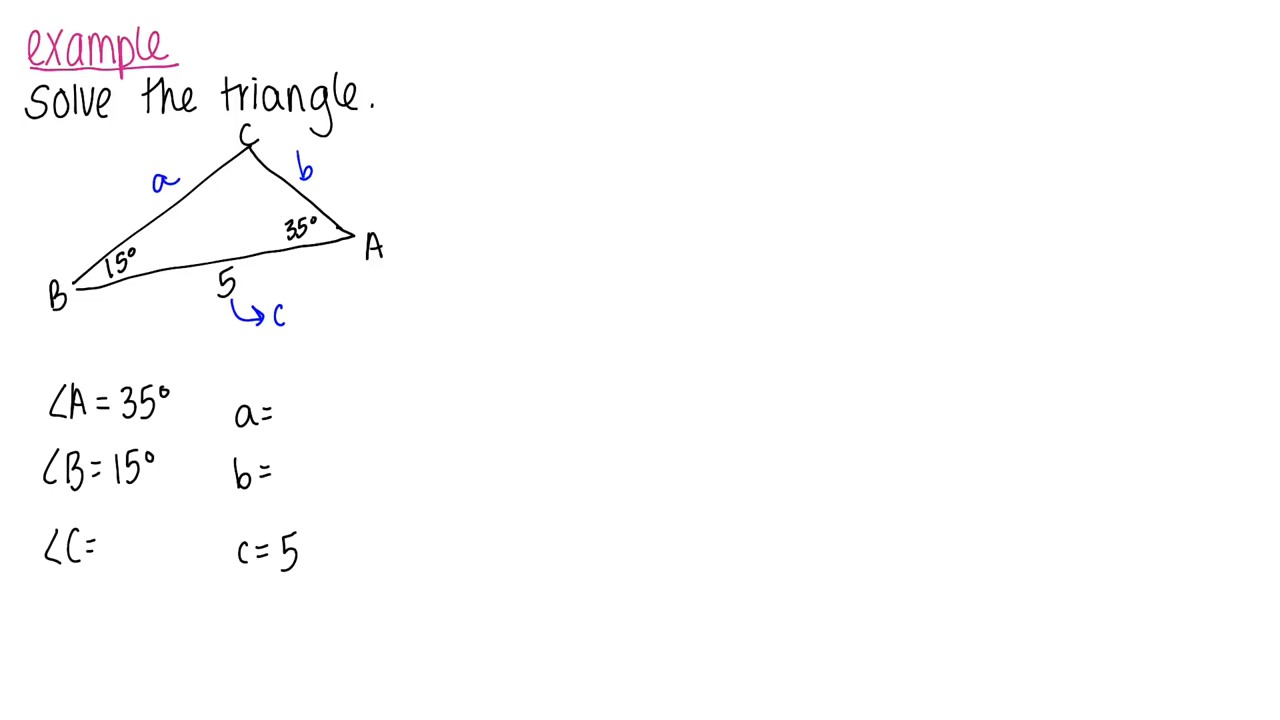 example
Solve the triangle.
C
a
b
35°
A
15°
B
5
c
∠A = 35°
a=
∠B = 15°
b=
∠C=
c = 5